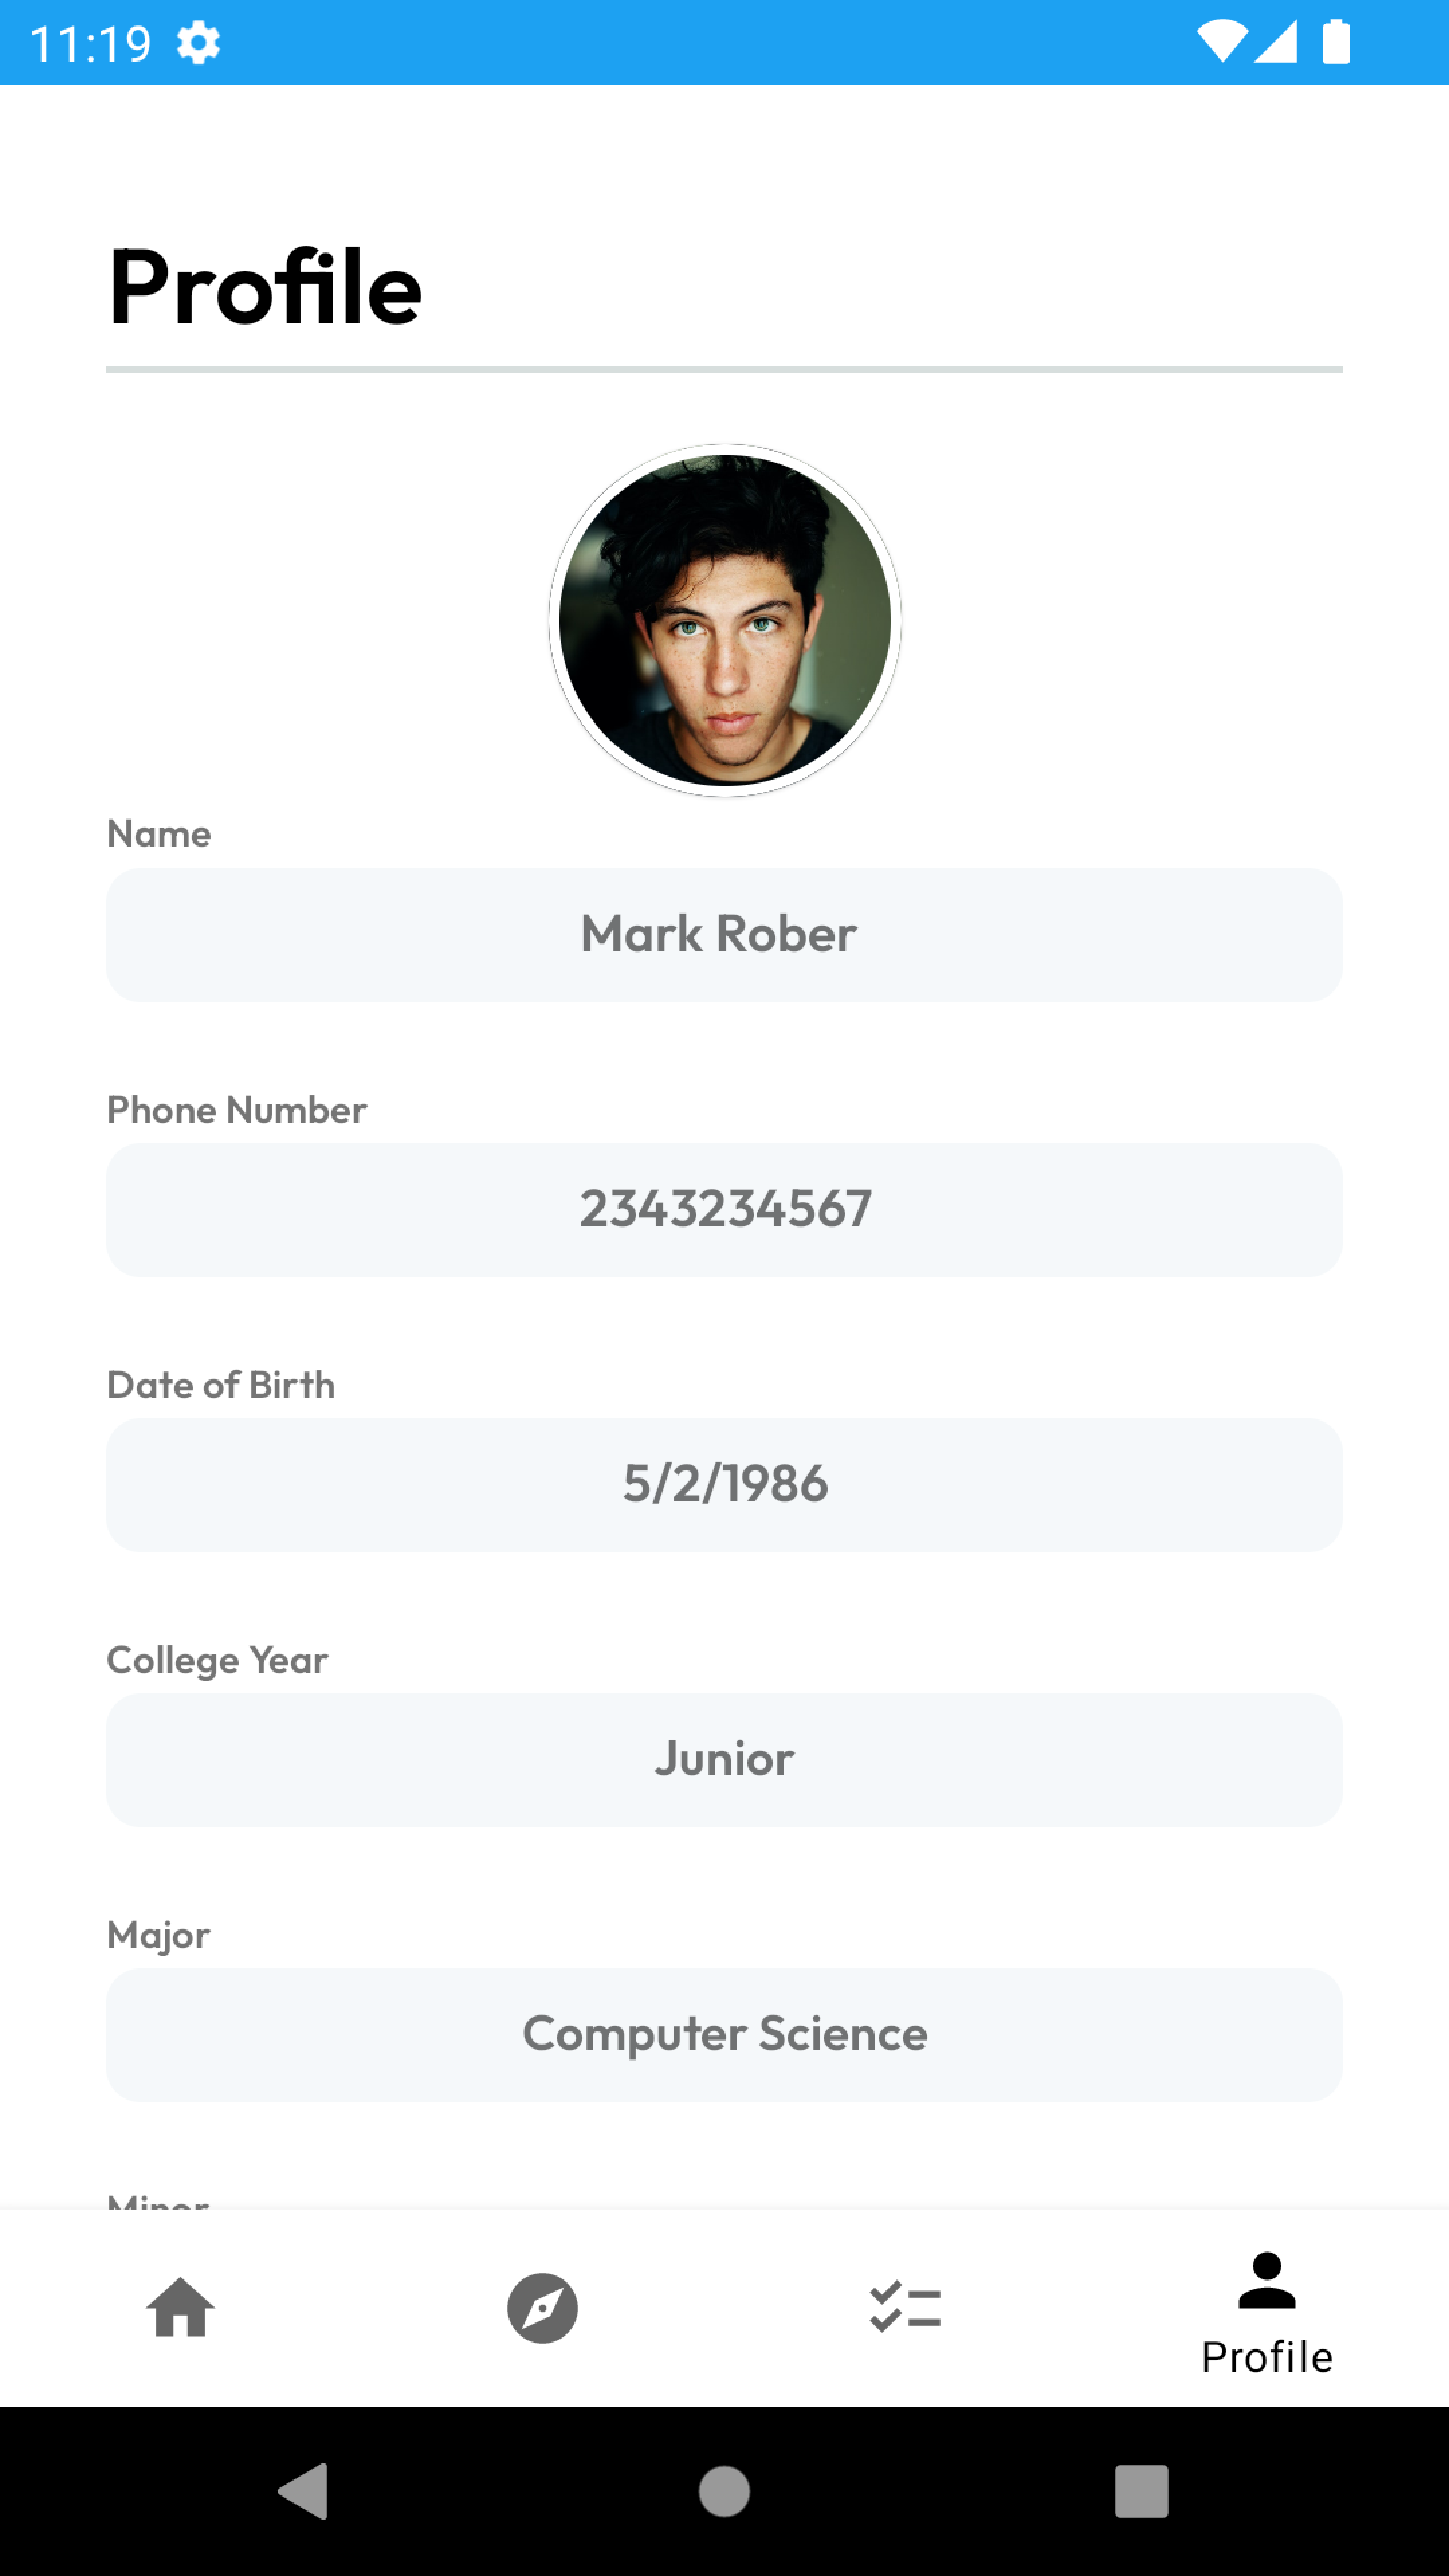 11:19
Profile
Name
Mark Rober
Phone Number
2343234567
Date of Birth
5/2/1986
College Year
Junior
Major
Computer Science
Minor
Profile